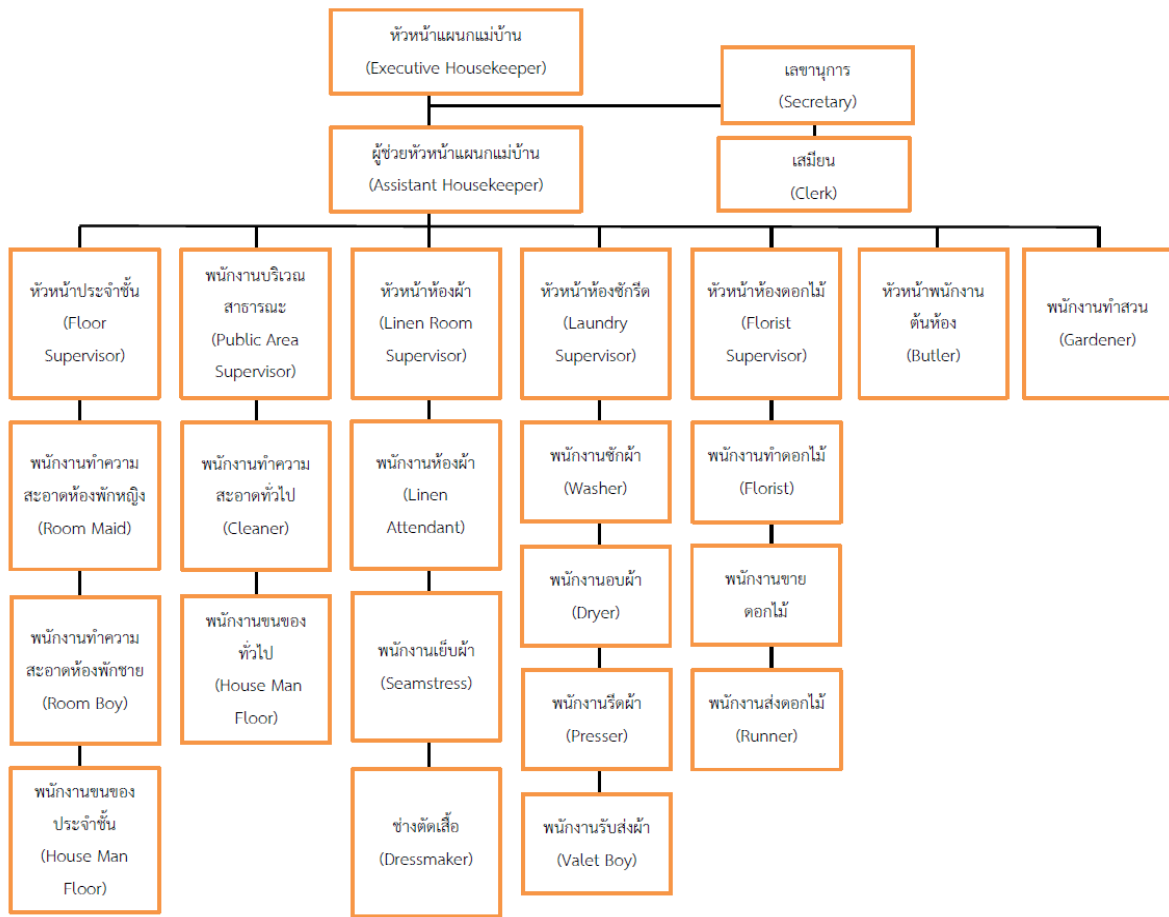 หัวหน้าแผนกแม่บ้าน
(Executive Housekeeper)
เลขานุการ
(Secretary)
ผู้ช่วยหัวหน้าแผนกแม่บ้าน
(Assistant Housekeeper)
เสมียน
(Clerk)
หัวหน้าประจำชั้น
(Floor
Supervisor)
พนักงานบริเวณ
สาธารณะ
(Public Area
Supervisor)
หัวหน้าห้องผ้า
(Linen Room
Supervisor)
หัวหน้าห้องซักรีด
(Laundry
Supervisor)
หัวหน้าห้องดอกไม้
(Florist
Supervisor)
หัวหน้าพนักงาน
ต้นห้อง
(Butler)
พนักงานทำสวน
(Gardener)
พนักงานทำความ
สะอาดห้องพักหญิง
(Room Maid)
พนักงานทำความ
สะอาดทั่วไป
(Cleaner)
พนักงานห้องผ้า
(Linen
Attendant)
พนักงานซักผ้า
(Washer)
พนักงานทำดอกไม้
(Florist)
พนักงานทำความ
สะอาดห้องพักชาย
(Room Boy)
พนักงานขนของ
ทั่วไป
(House Man
Floor)
พนักงานเย็บผ้า
(Seamstress)
พนักงานอบผ้า
(Dryer)
พนักงานขาย
ดอกไม้
พนักงานรีดผ้า
(Presser)
พนักงานส่งดอกไม้
(Runner)
พนักงานขนของ
ประจำชั้น
(House Man
Floor)
ช่างตัดเสื้อ
(Dressmaker)
พนักงานรับส่งผ้า
(Valet Boy)